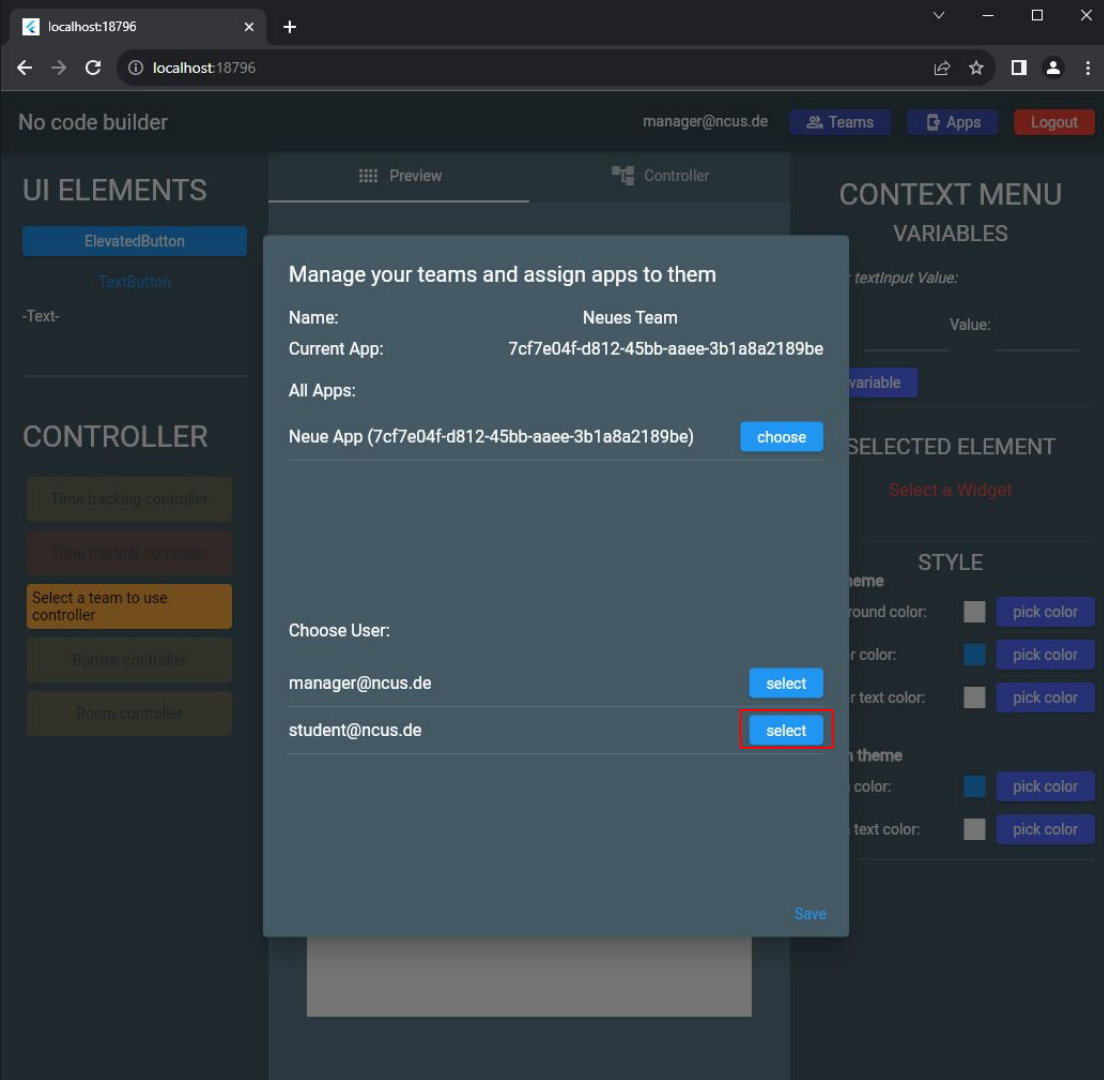 localhost:18796
localhost:18796
No code builder
manager@ncus.de
Teams
Apps
Logout
UI ELEMENTS
ElevatedButton
TextButton
-Text-
CONTROLLER
Time tracking controller
Time monitor controller
Select a team to use
controller
Borrow controller
Room controller
Preview
Controller
Manage your teams and assign apps to them
Name: Neues Team
Current App: 7cf7e04f-d812-45bb-aaee-3b1a8a2189be
All Apps:
Neue App (7cf7e04f-d812-45bb-aaee-3b1a8a2189be) choose
Choose User:
manager@ncus.de select
student@ncus.de select
Save
CONTEXT MENU
VARIABLES
textInput Value:
Value:
variable
SELECTED ELEMENT
Select a Widget
STYLE
heme
round color: pick color
r color: pick color
r text color: pick color
n theme
color: pick color
text color: pick color